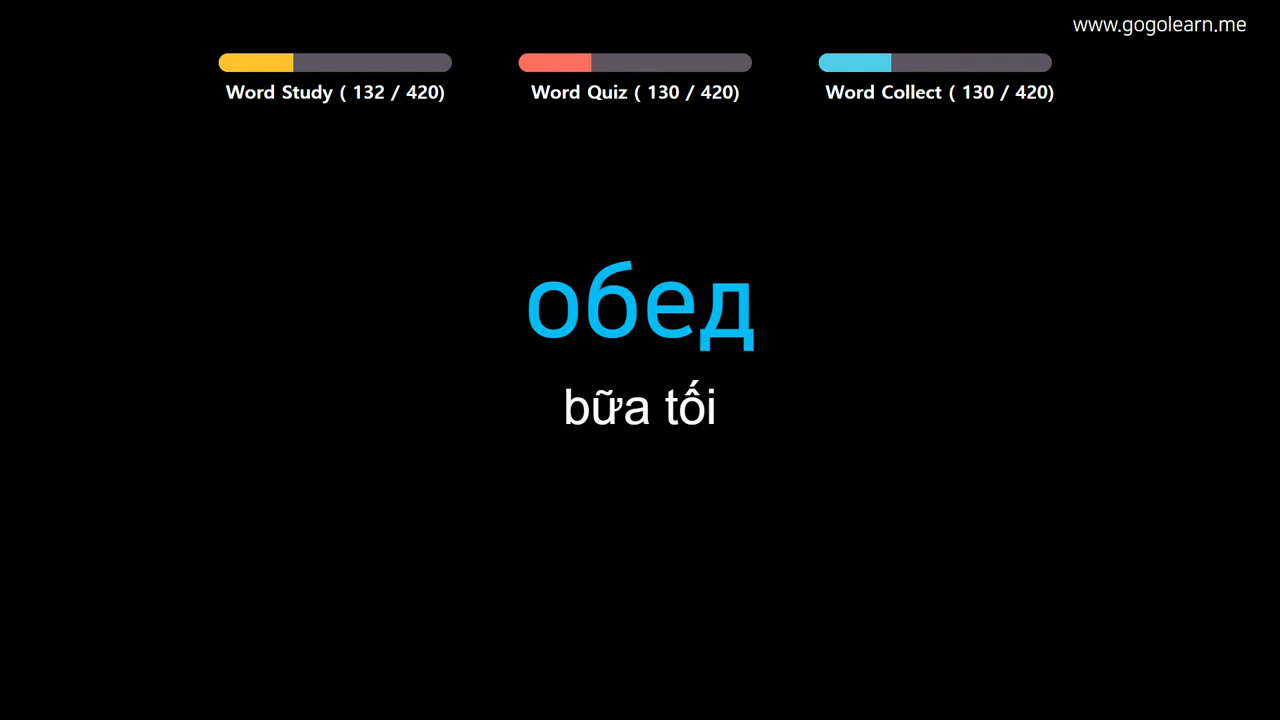 www.gogolearn.me
Word Study ( 132 / 420)
Word Quiz ( 130 / 420)
Word Collect ( 130 / 420)
обед
bữa tối